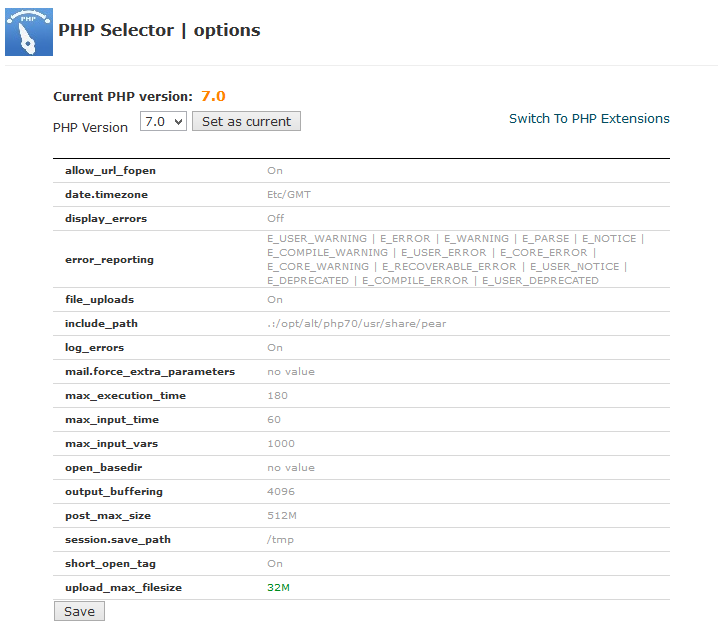 PHP
PHP Selector | options
Current PHP version: 7.0
PHP Version 7.0 Set as current Switch To PHP Extensions
allow_url_fopen On
date.timezone Etc/GMT
display_errors Off
error_reporting E_USER_WARNING | E_ERROR | E_WARNING | E_PARSE | E_NOTICE |
E_COMPILE_WARNING | E_USER_ERROR | E_CORE_ERROR |
E_CORE_WARNING | E_RECOVERABLE_ERROR | E_USER_NOTICE |
E_DEPRECATED | E_COMPILE_ERROR | E_USER_DEPRECATED
file_uploads On
include_path .:/opt/alt/php70/usr/share/pear
log_errors On
mail.force_extra_parameters no value
max_execution_time 180
max_input_time 60
max_input_vars 1000
open_basedir no value
output_buffering 4096
post_max_size 512M
session.save_path /tmp
short_open_tag On
upload_max_filesize 32M
Save